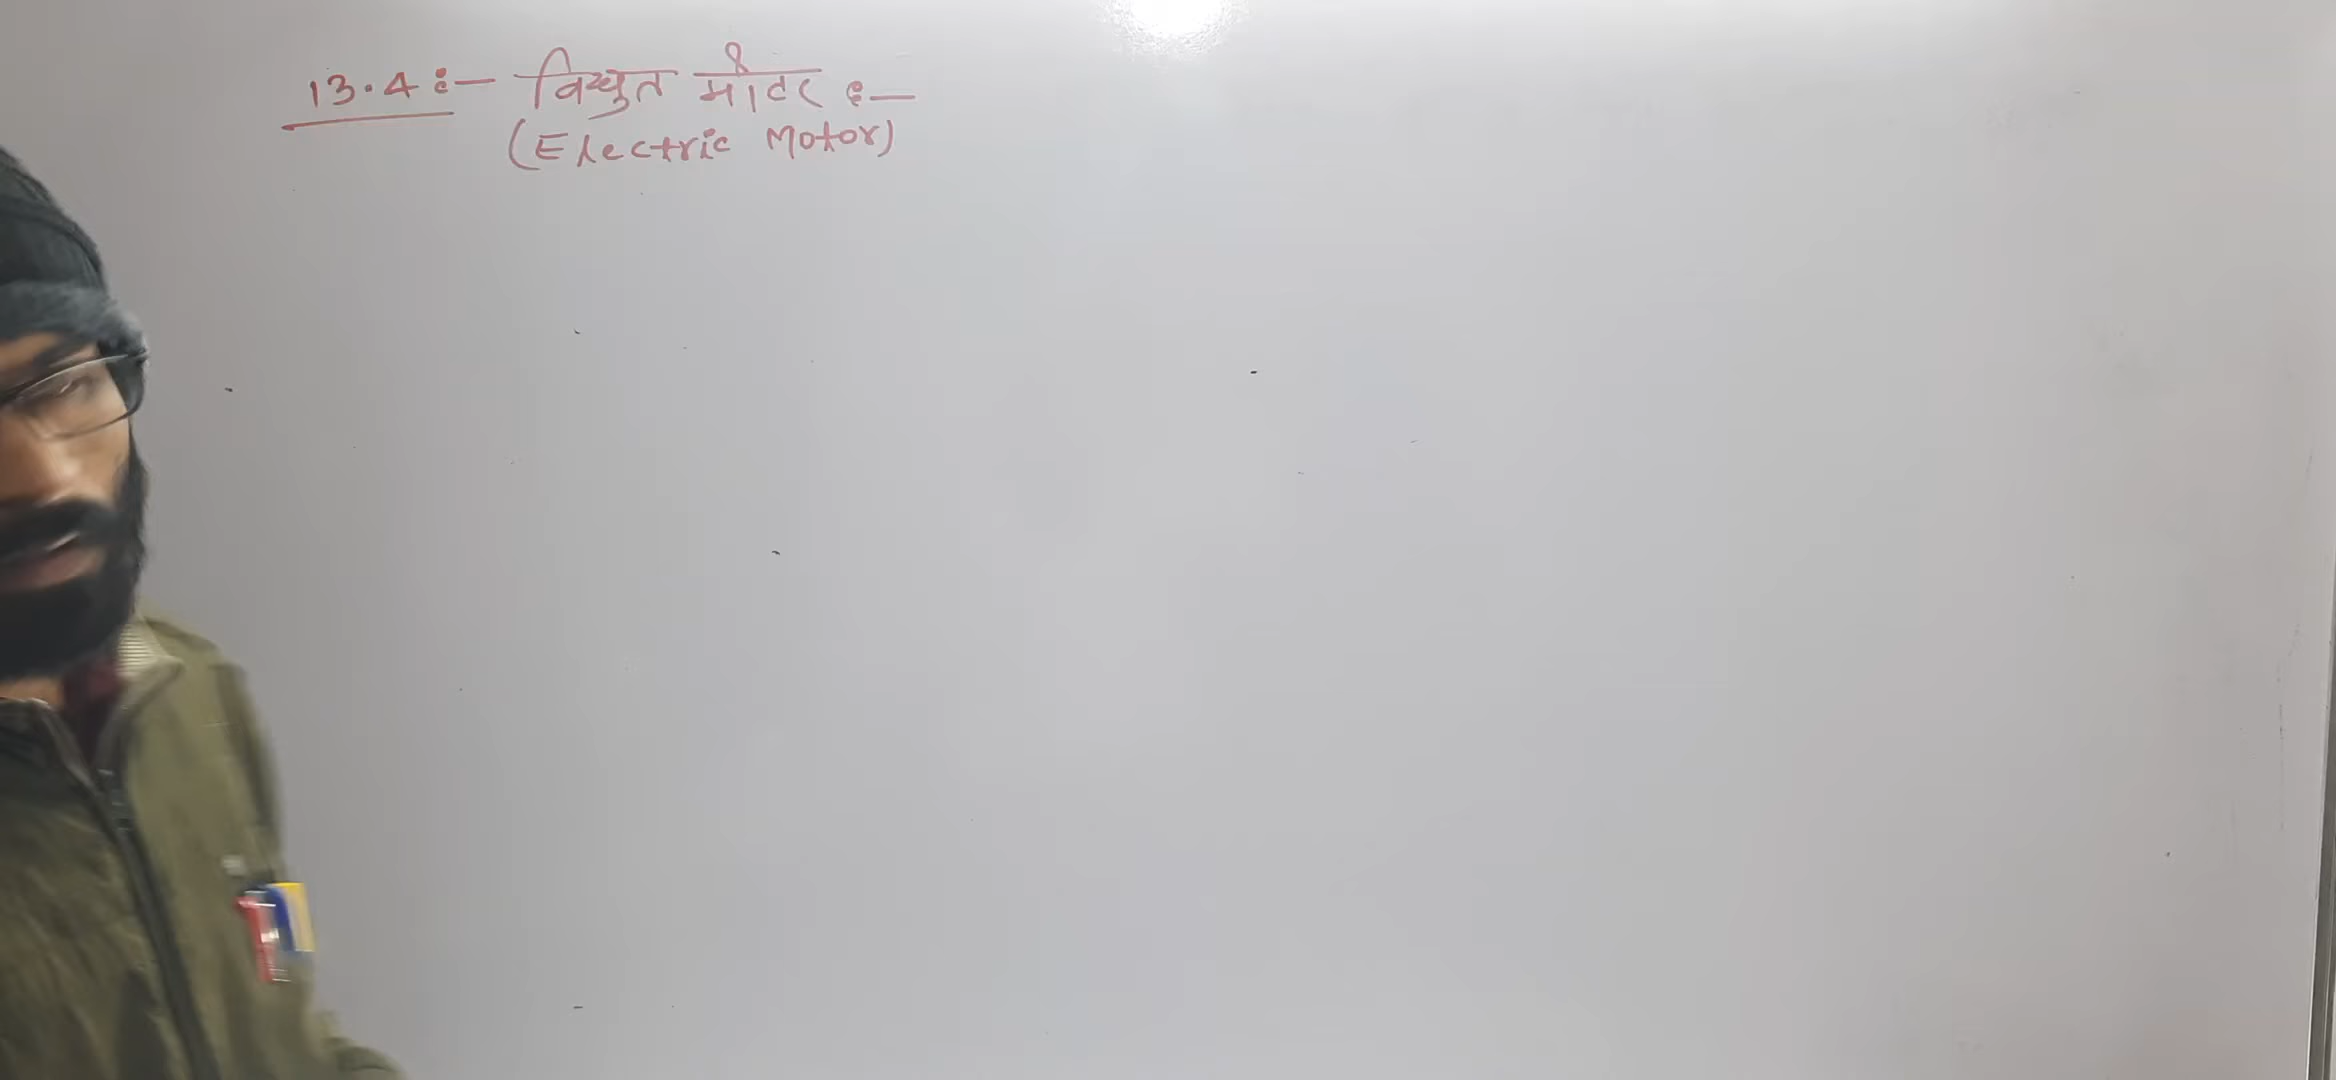 13.4:- विद्युत मोटर :-
(Electric Motor)